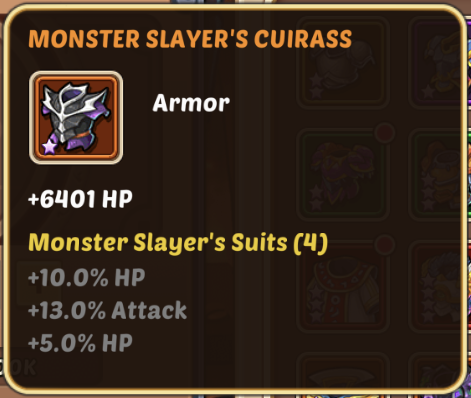 MONSTER SLAYER'S CUIRASS
Armor
+6401 HP
Monster Slayer's Suits (4)
+10.0% HP
+13.0% Attack
+5.0% HP
OK